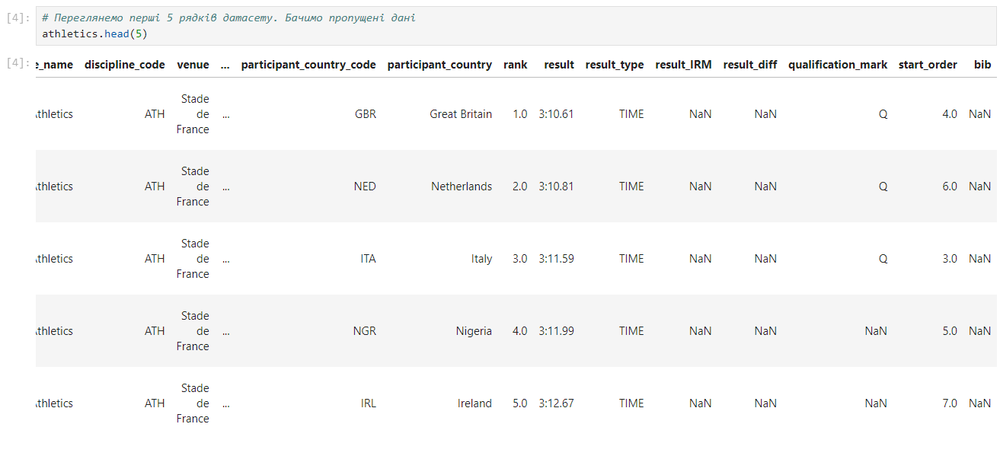 [4]: # Переглянемо перші 5 рядків датасету. Бачимо пропущені дані
athletics.head(5)
[4]: e_name discipline_code venue ... participant_country_code participant_country rank result result_type result_IRM result_diff qualification_mark start_order bib
thletics ATH Stade de France ... GBR Great Britain 1.0 3:10.61 TIME NaN NaN Q 4.0 NaN
thletics ATH Stade de France ... NED Netherlands 2.0 3:10.81 TIME NaN NaN Q 6.0 NaN
thletics ATH Stade de France ... ITA Italy 3.0 3:11.59 TIME NaN NaN Q 3.0 NaN
thletics ATH Stade de France ... NGR Nigeria 4.0 3:11.99 TIME NaN NaN NaN 5.0 NaN
thletics ATH Stade de France ... IRL Ireland 5.0 3:12.67 TIME NaN NaN NaN 7.0 NaN